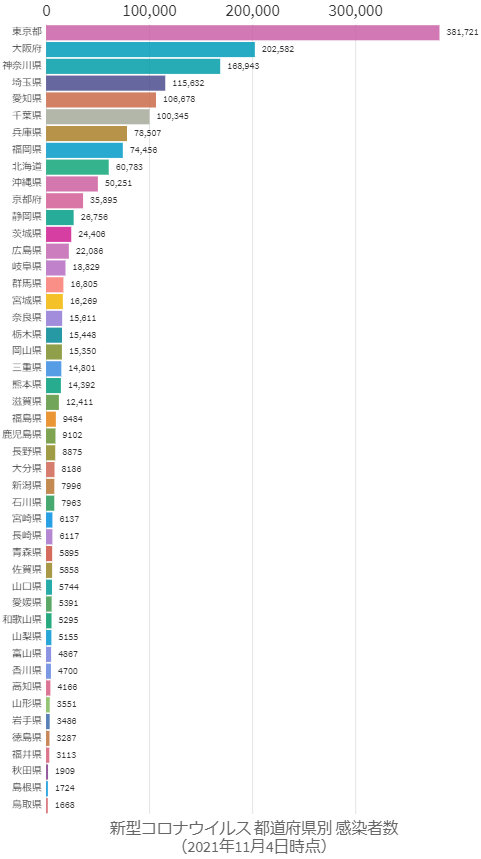 0 100,000 200,000 300,000
東京都 381,721
大阪府 202,582
神奈川県 168,943
埼玉県 115,632
愛知県 106,678
千葉県 100,345
兵庫県 78,507
福岡県 74,456
北海道 60,783
沖縄県 50,251
京都府 35,895
静岡県 26,756
茨城県 24,406
広島県 22,086
岐阜県 18,829
群馬県 16,805
宮城県 16,269
奈良県 15,611
栃木県 15,448
岡山県 15,350
三重県 14,801
熊本県 14,392
滋賀県 12,411
福島県 9484
鹿児島県 9102
長野県 8875
大分県 8186
新潟県 7996
石川県 7963
宮崎県 6137
長崎県 6117
青森県 5895
佐賀県 5858
山口県 5744
愛媛県 5391
和歌山県 5295
山梨県 5155
富山県 4867
香川県 4700
高知県 4166
山形県 3551
岩手県 3486
徳島県 3287
福井県 3113
秋田県 1909
島根県 1724
鳥取県 1668
新型コロナウイルス 都道府県別 感染者数
（2021年11月4日時点）